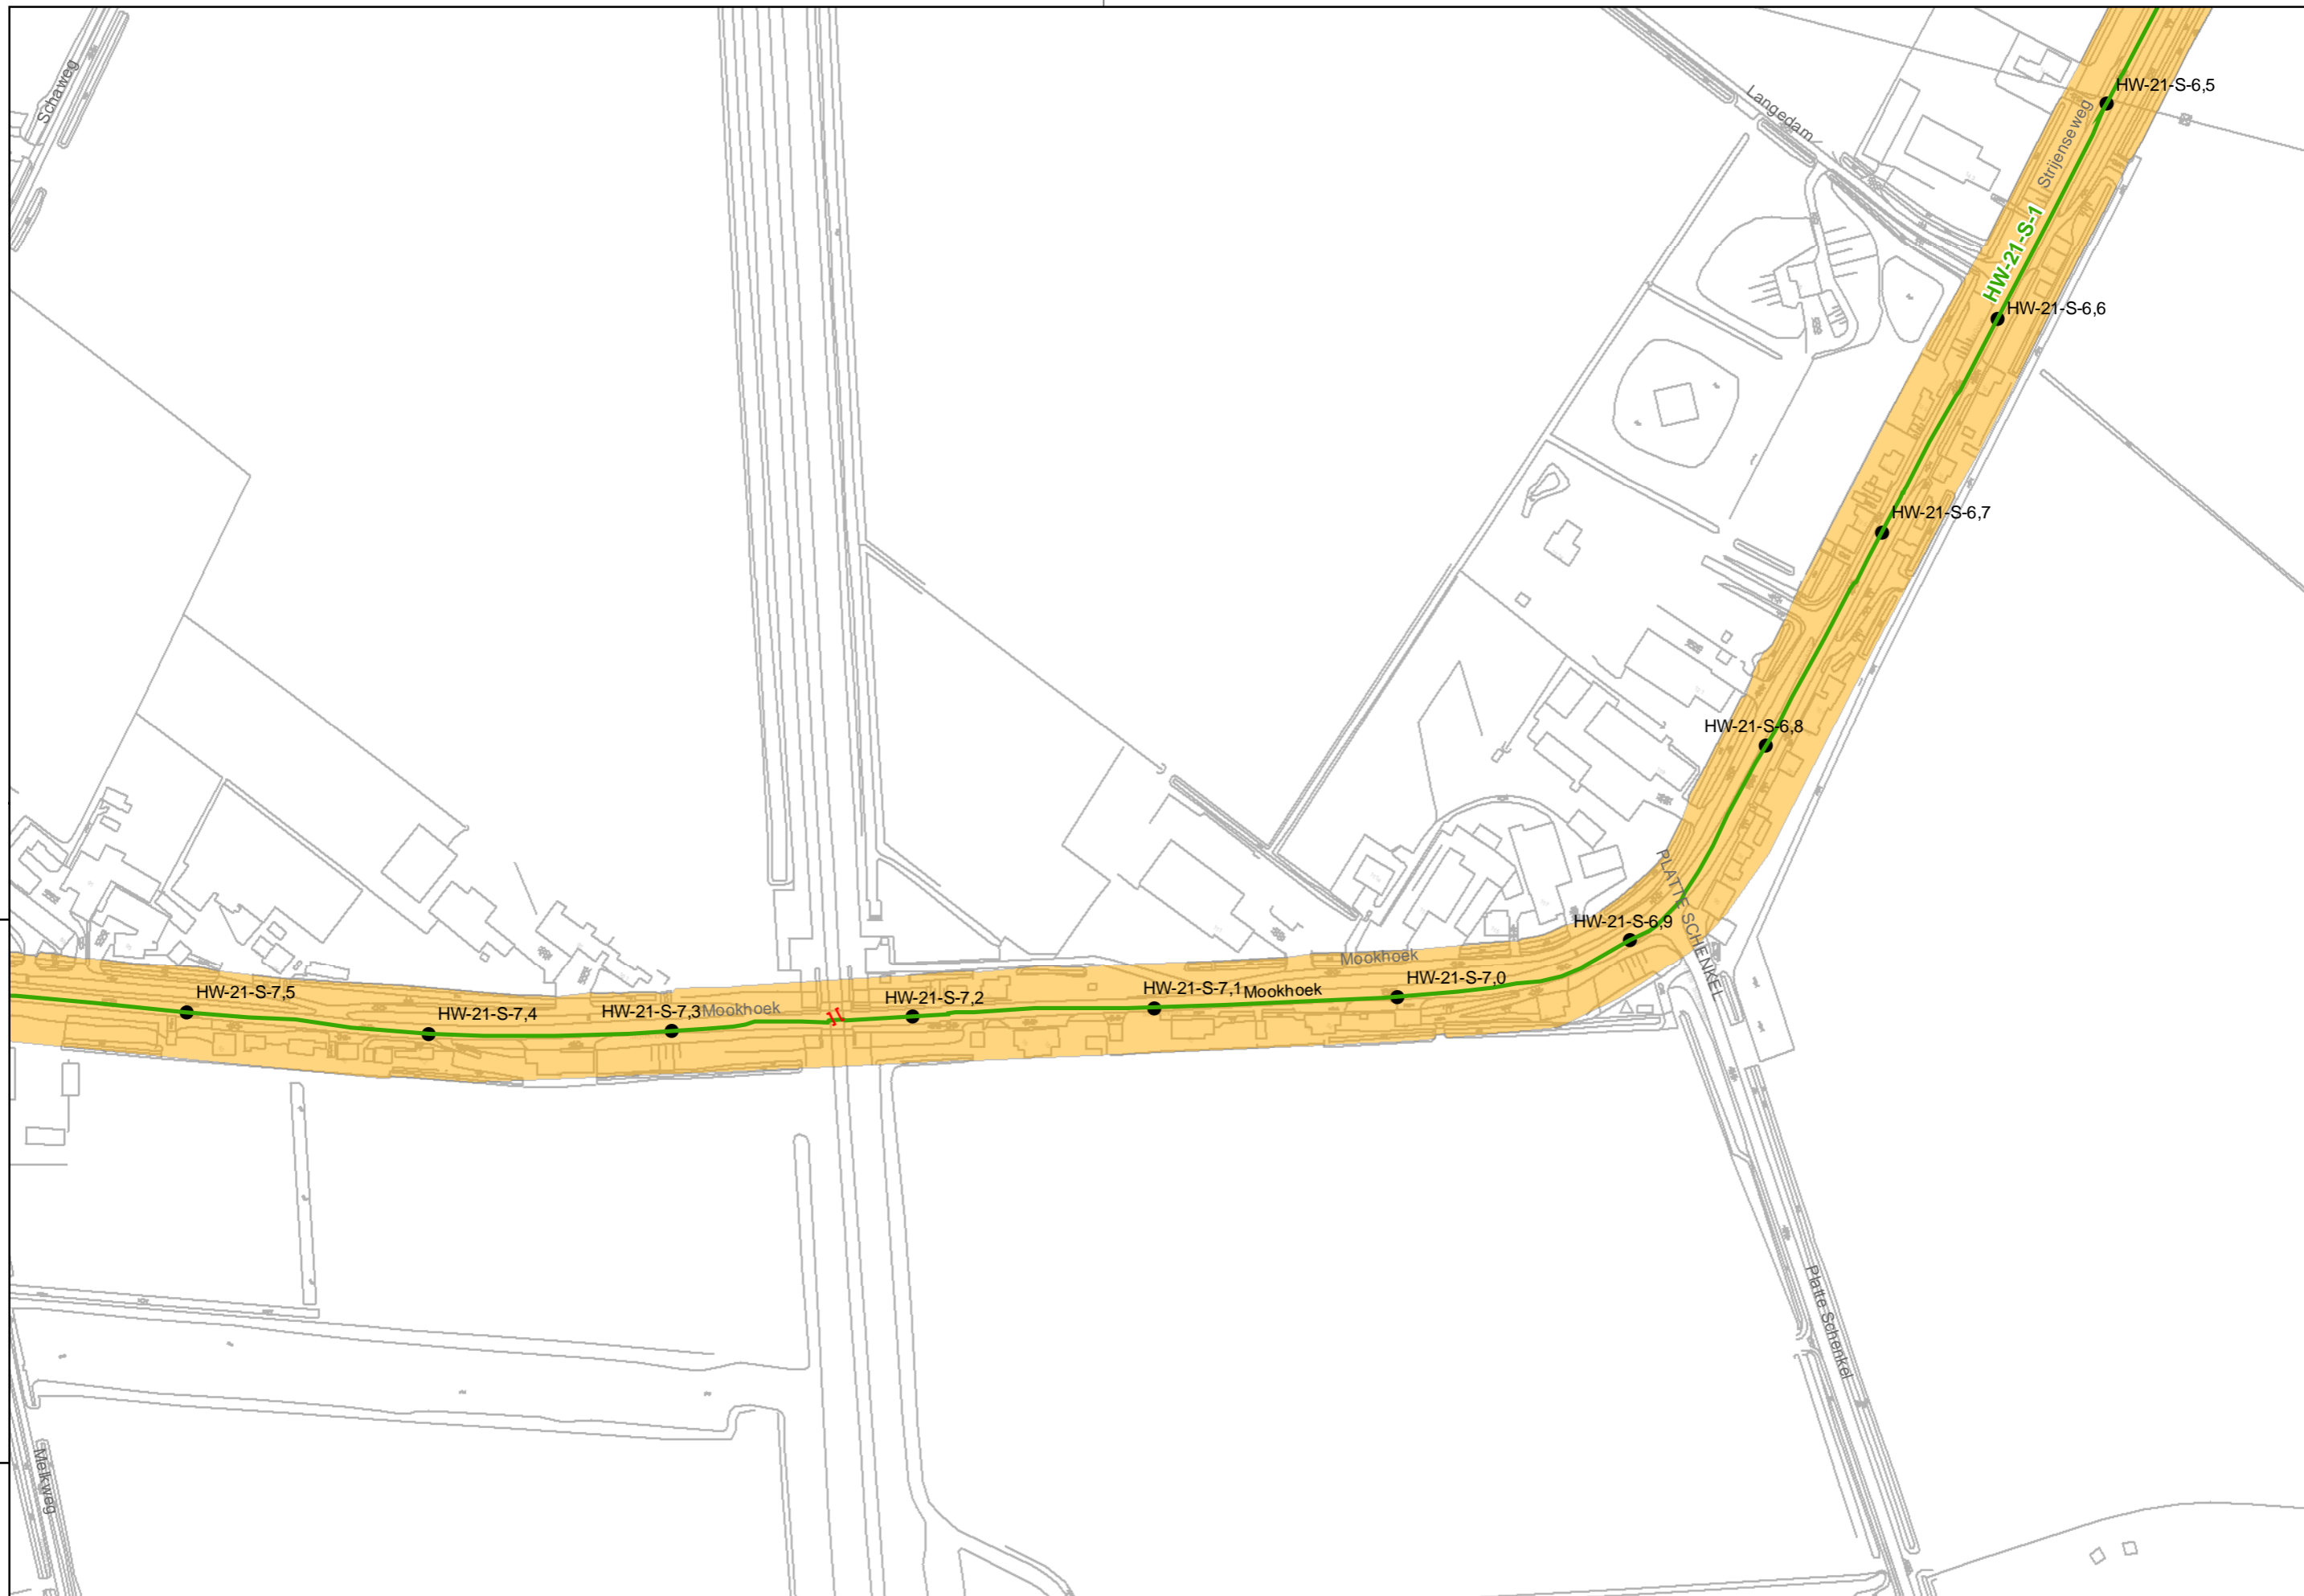 Schaweg
Langedam
Strijenseweg
HW-21-S-6,5
HW-21-S-1
HW-21-S-6,6
HW-21-S-6,7
HW-21-S-6,8
PLATTE SCHENKEL
HW-21-S-6,9
Mookhoek
HW-21-S-7,0
HW-21-S-7,1
Mookhoek
HW-21-S-7,2
Mookhoek
HW-21-S-7,3
HW-21-S-7,4
HW-21-S-7,5
Platte Schenkel
Melkweg